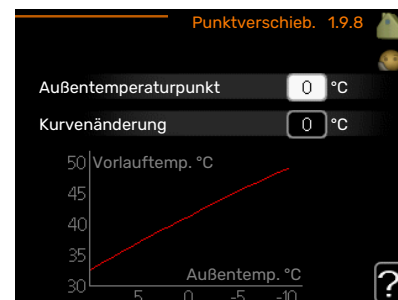 Punktverschieb. 1.9.8
Außentemperaturpunkt 0 °C
Kurvenänderung 0 °C
50 Vorlauftemp. °C
45
40
35
Außentemp. °C
30
5 0 -5 -10
?